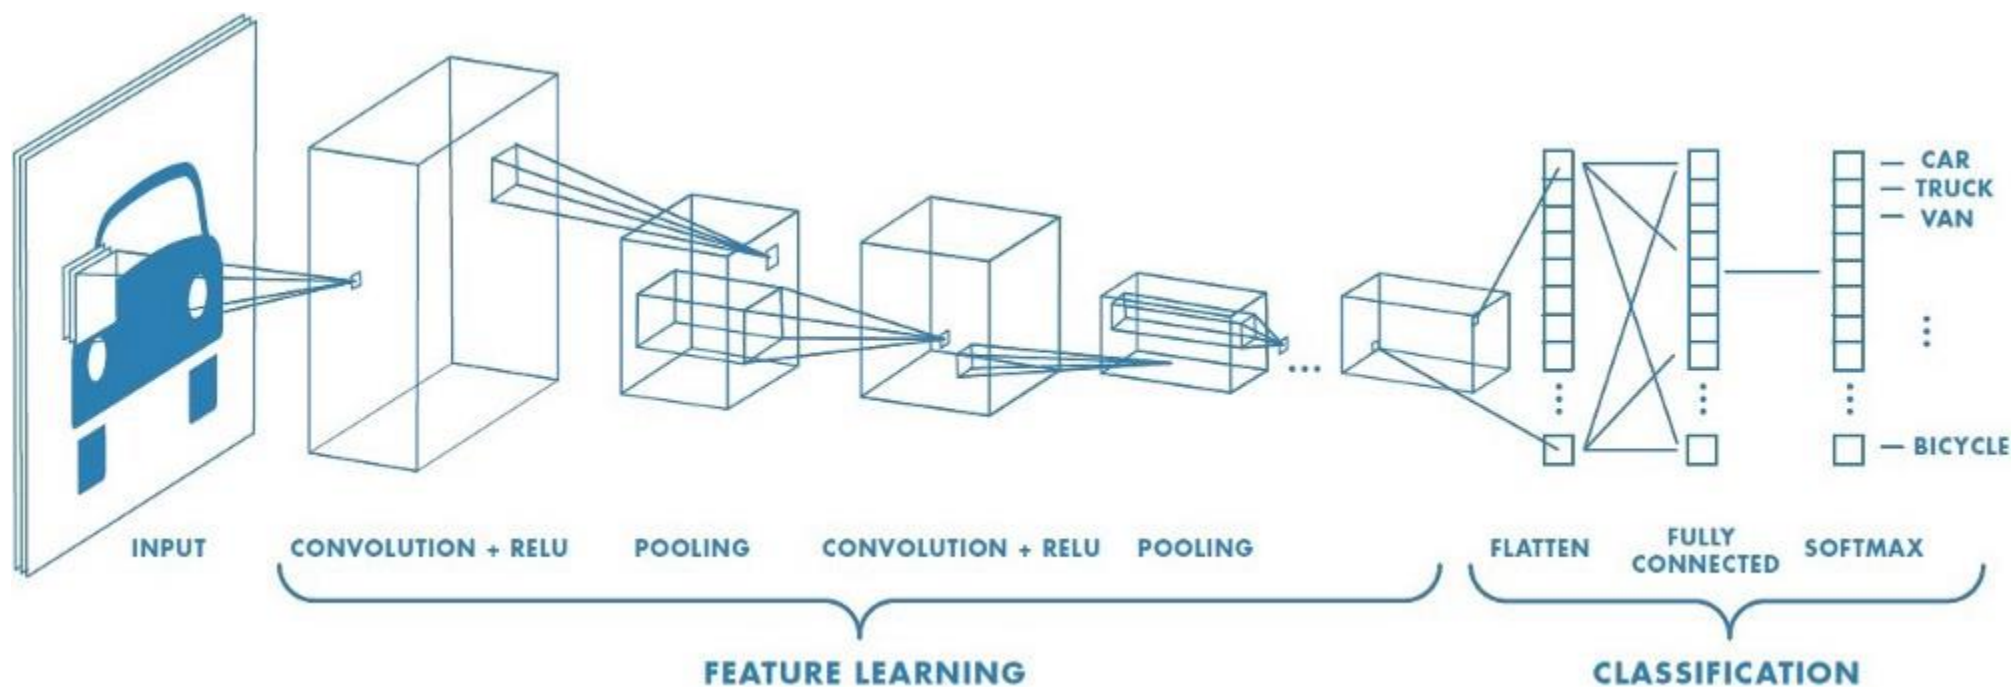 CAR
TRUCK
VAN
BICYCLE
INPUT
CONVOLUTION + RELU
POOLING
CONVOLUTION + RELU
POOLING
FLATTEN
FULLY
CONNECTED
SOFTMAX
FEATURE LEARNING
CLASSIFICATION